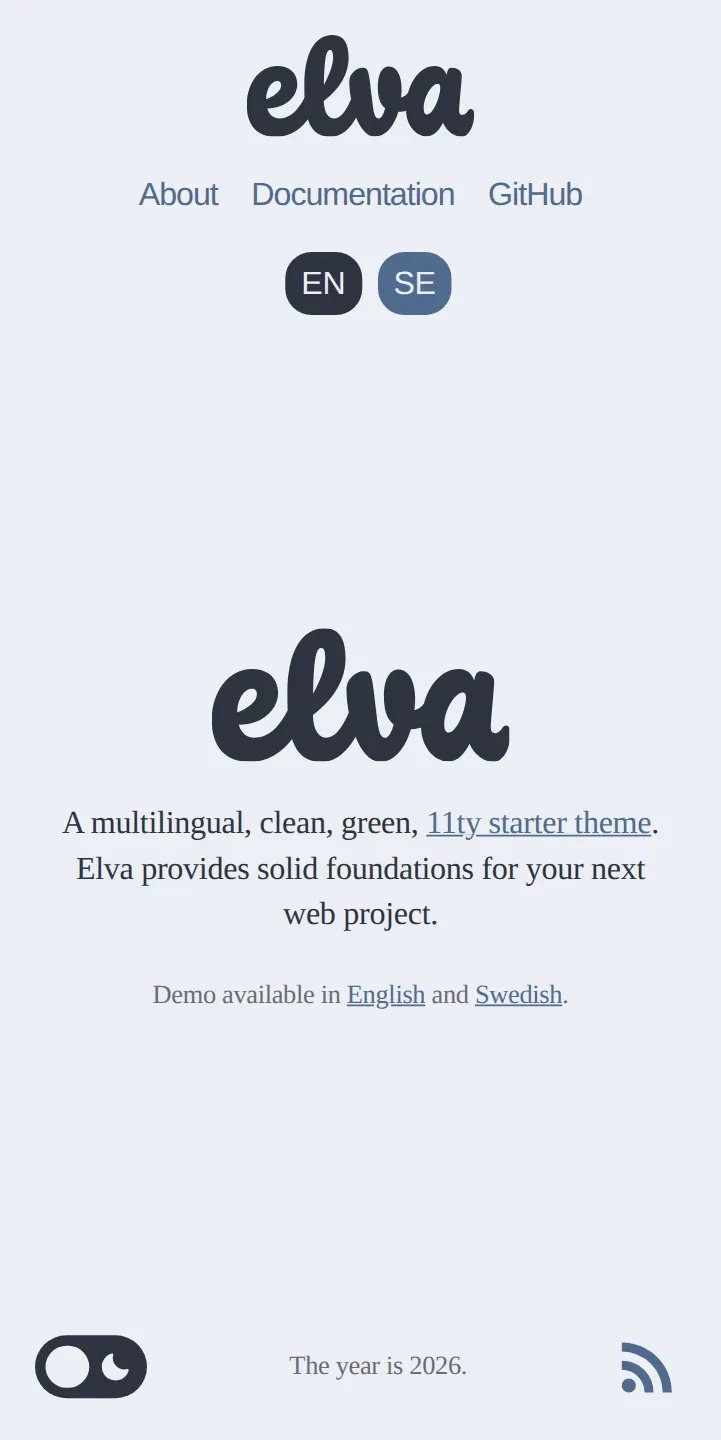 elva
About Documentation GitHub
EN SE
elva
A multilingual, clean, green, 11ty starter theme.
Elva provides solid foundations for your next
web project.
Demo available in English and Swedish.
The year is 2026.